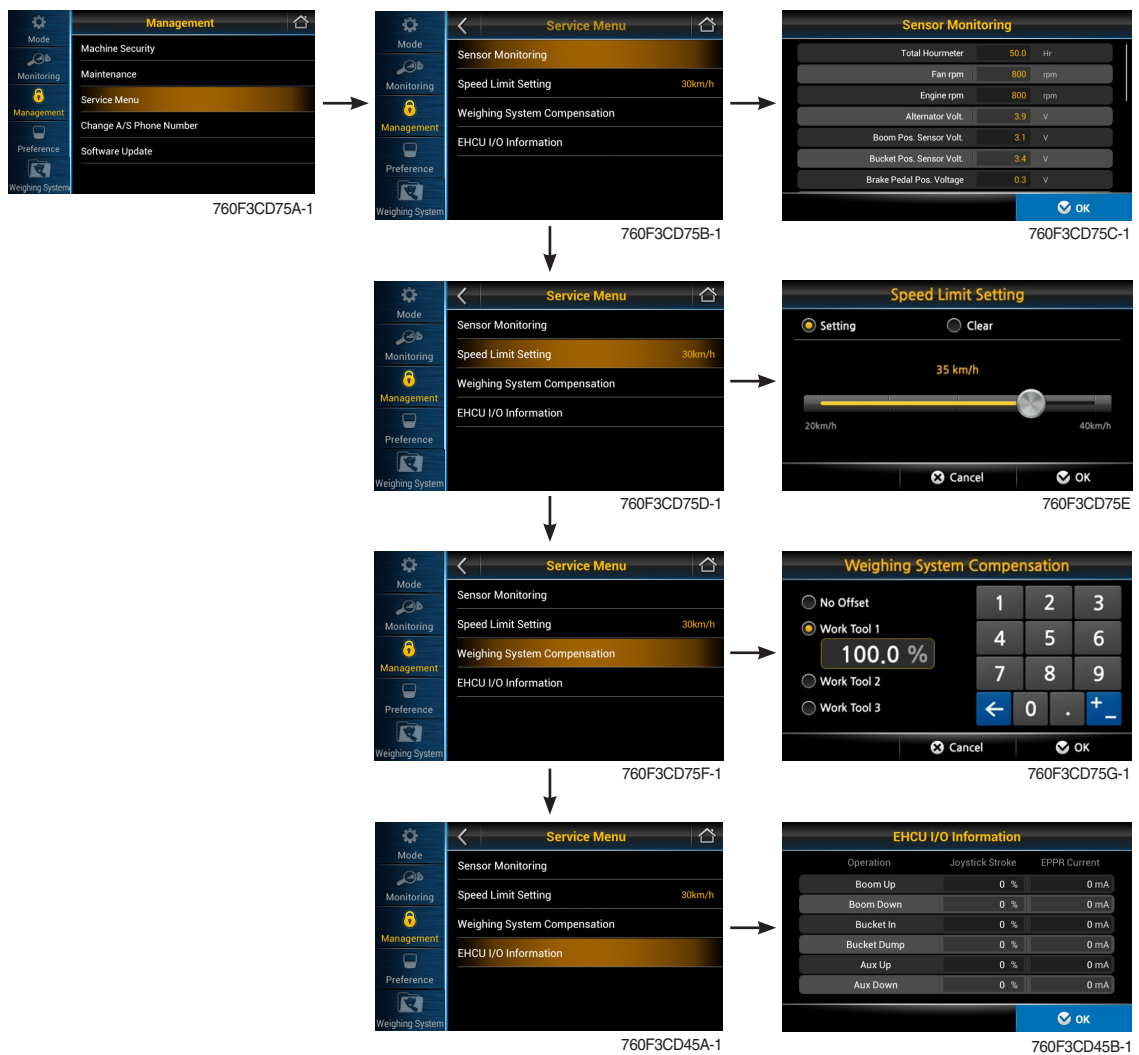 Management
Mode
Monitoring
Management
Preference
Weighing System
Machine Security
Maintenance
Service Menu
Change A/S Phone Number
Software Update
760F3CD75A-1
Service Menu
Mode
Monitoring
Management
Preference
Weighing System
Sensor Monitoring
Speed Limit Setting 30km/h
Weighing System Compensation
EHCU I/O Information
760F3CD75B-1
Sensor Monitoring
Total Hourmeter 50.0 Hr
Fan rpm 800 rpm
Engine rpm 800 rpm
Alternator Volt. 3.9 V
Boom Pos. Sensor Volt. 3.1 V
Bucket Pos. Sensor Volt. 3.4 V
Brake Pedal Pos. Voltage 0.3 V
OK
760F3CD75C-1
Service Menu
Mode
Monitoring
Management
Preference
Weighing System
Sensor Monitoring
Speed Limit Setting 30km/h
Weighing System Compensation
EHCU I/O Information
760F3CD75D-1
Speed Limit Setting
Setting Clear
35 km/h
20km/h 40km/h
Cancel OK
760F3CD75E
Service Menu
Mode
Monitoring
Management
Preference
Weighing System
Sensor Monitoring
Speed Limit Setting 30km/h
Weighing System Compensation
EHCU I/O Information
760F3CD75F-1
Weighing System Compensation
No Offset
Work Tool 1
100.0 %
Work Tool 2
Work Tool 3
1 2 3
4 5 6
7 8 9
← 0 . +_
Cancel OK
760F3CD75G-1
Service Menu
Mode
Monitoring
Management
Preference
Weighing System
Sensor Monitoring
Speed Limit Setting 30km/h
Weighing System Compensation
EHCU I/O Information
760F3CD45A-1
EHCU I/O Information
Operation Joystick Stroke EPPR Current
Boom Up 0 % 0 mA
Boom Down 0 % 0 mA
Bucket In 0 % 0 mA
Bucket Dump 0 % 0 mA
Aux Up 0 % 0 mA
Aux Down 0 % 0 mA
OK
760F3CD45B-1